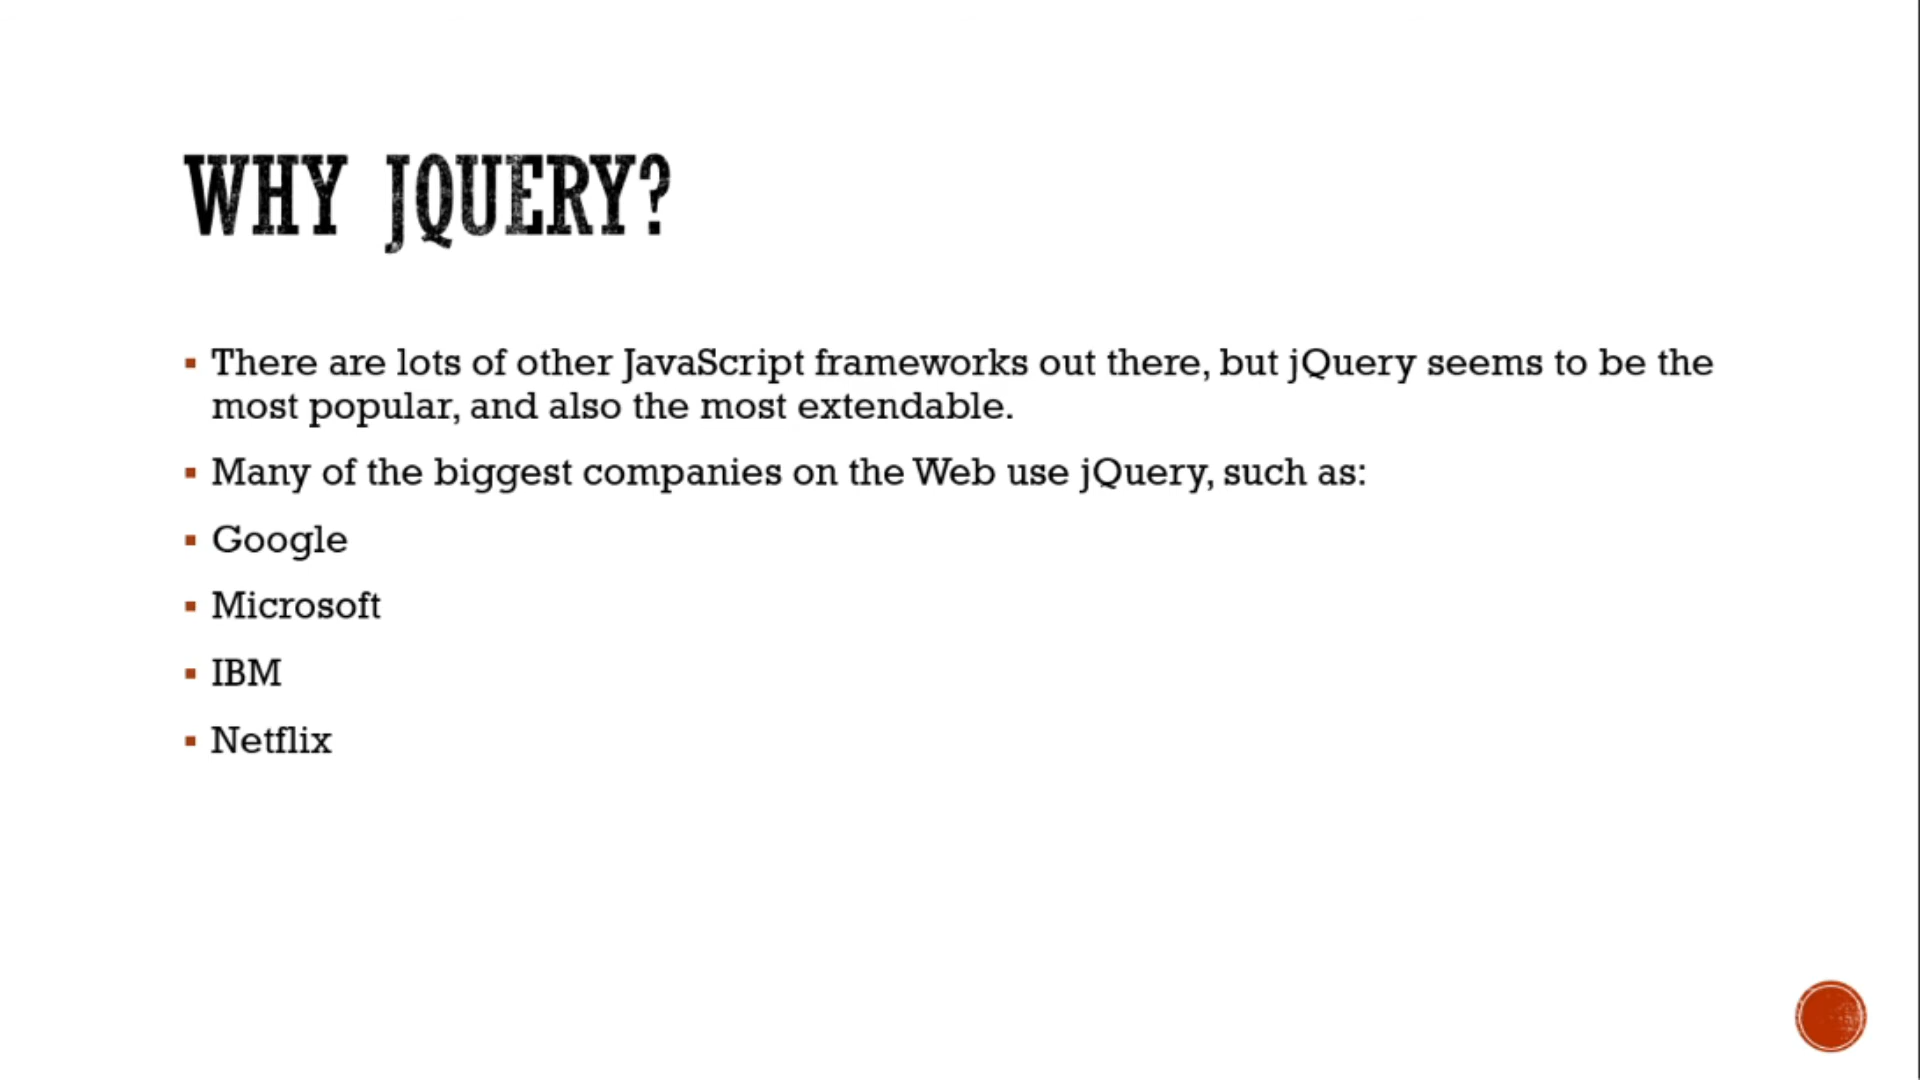 WHY JQUERY?
▪ There are lots of other JavaScript frameworks out there, but jQuery seems to be the
most popular, and also the most extendable.
▪ Many of the biggest companies on the Web use jQuery, such as:
▪ Google
▪ Microsoft
▪ IBM
▪ Netflix